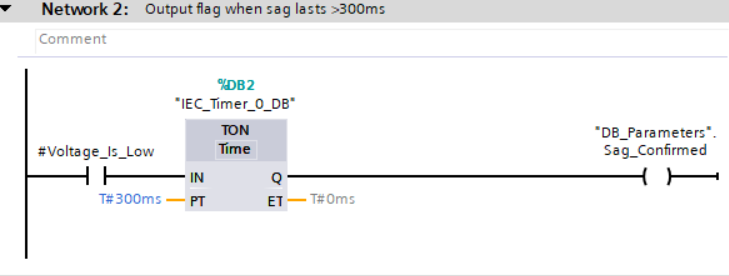 Network 2: Output flag when sag lasts >300ms
Comment
%DB2
"IEC_Timer_0_DB"
TON
Time
#Voltage_Is_Low
"DB_Parameters".
Sag_Confirmed
IN
Q
T#300ms
PT
ET
T#0ms